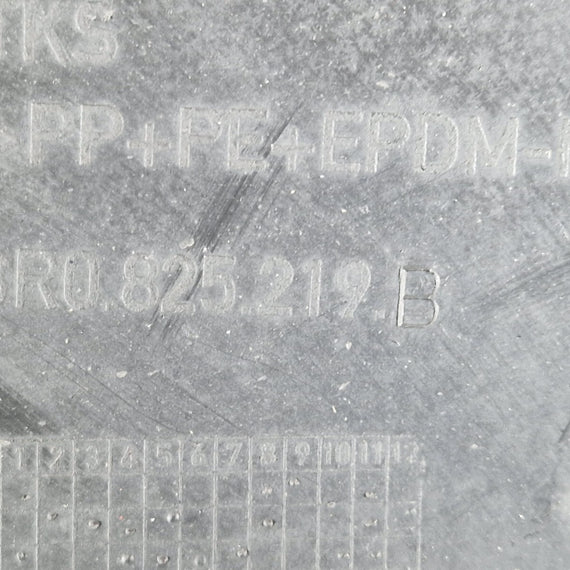 KS
PP+PE+EPDM-
R0.825.219.B
1 2 3 4 5 6 7 8 9 10 11 12